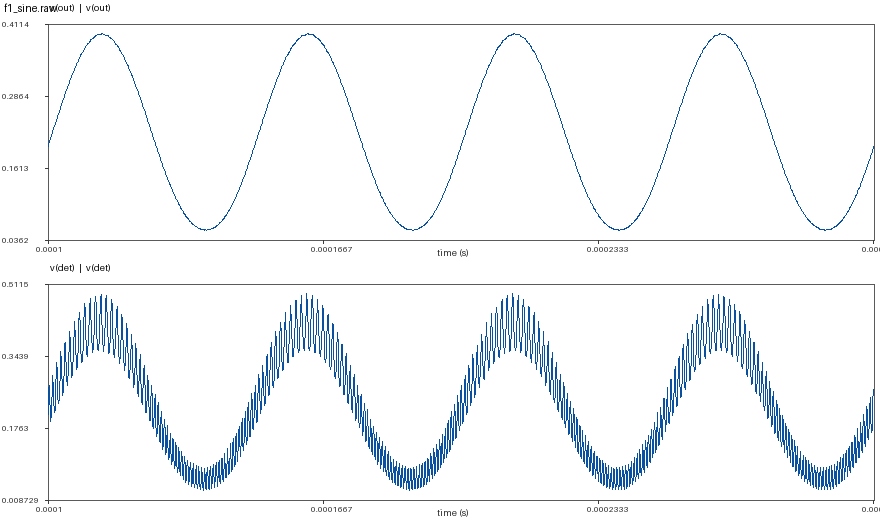 f1_sine.raw
v(out) | v(out)
0.4114
0.2864
0.1613
0.0362
0.0001
0.0001667
0.0002333
time (s)
v(det) | v(det)
0.5115
0.3439
0.1763
0.008729
0.0001
0.0001667
0.0002333
time (s)